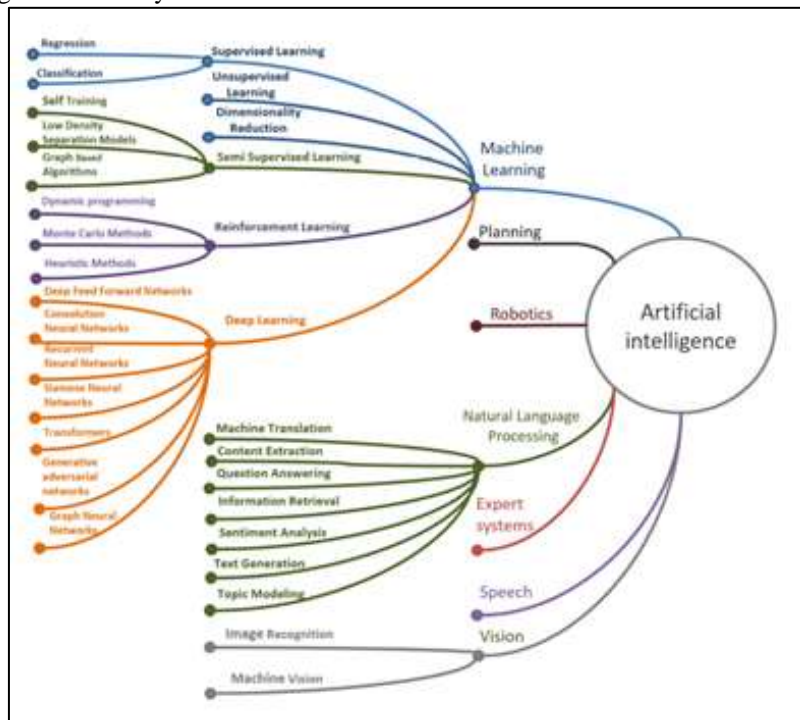 Regression
Supervised Learning
Classification
Unsupervised
Learning
Self Training
Dimensionality
Reduction
Low Density
Separation Models
Graph Based
Algorithms
Semi Supervised Learning
Machine
Learning
Dynamic programming
Reinforcement Learning
Monte Carlo Methods
Heuristic Methods
Planning
Deep Feed Forward Networks
Convolution
Neural Networks
Deep Learning
Recurrent
Neural Networks
Siamese Neural
Networks
Transformers
Generative
adversarial
networks
Graph Neural
Networks
Robotics
Artificial
intelligence
Natural Language
Processing
Machine Translation
Content Extraction
Question Answering
Information Retrieval
Sentiment Analysis
Text Generation
Topic Modeling
Expert
systems
Speech
Vision
Image Recognition
Machine Vision